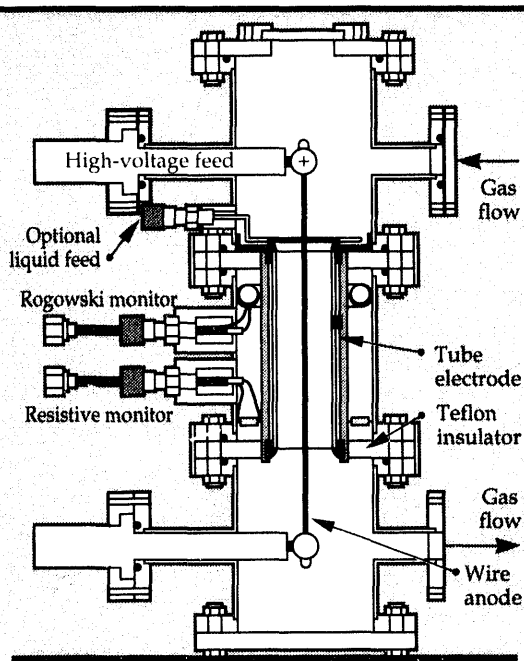 High-voltage feed
Gas
flow
Optional
liquid feed
Rogowski monitor
Resistive monitor
Tube
electrode
Teflon
insulator
Gas
flow
Wire
anode